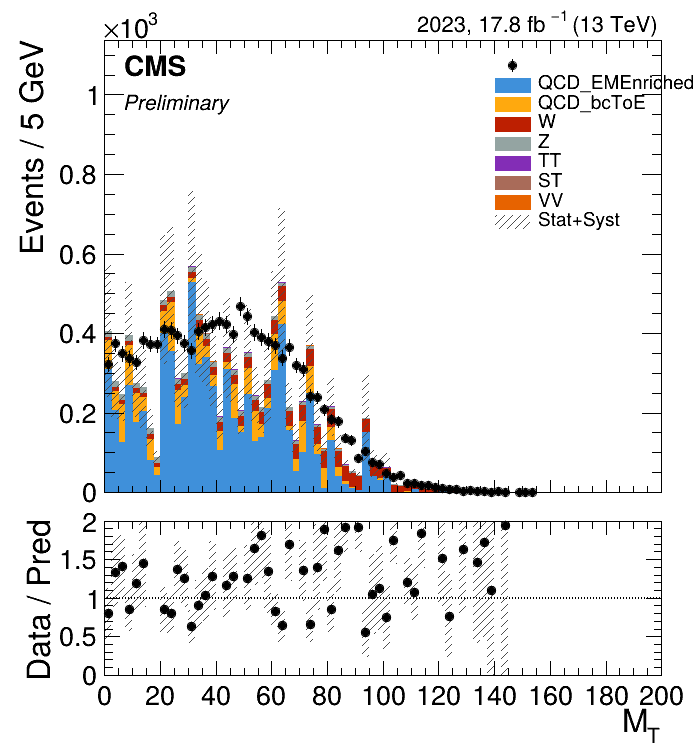 ×10³
2023, 17.8 fb⁻¹ (13 TeV)
Events / 5 GeV
CMS
Preliminary
QCD_EMEnriched
QCD_bcToE
W
Z
TT
ST
VV
Stat+Syst
1
0.8
0.6
0.4
0.2
0
Data / Pred
2
1.5
1
0.5
0
0 20 40 60 80 100 120 140 160 180 200
M_T